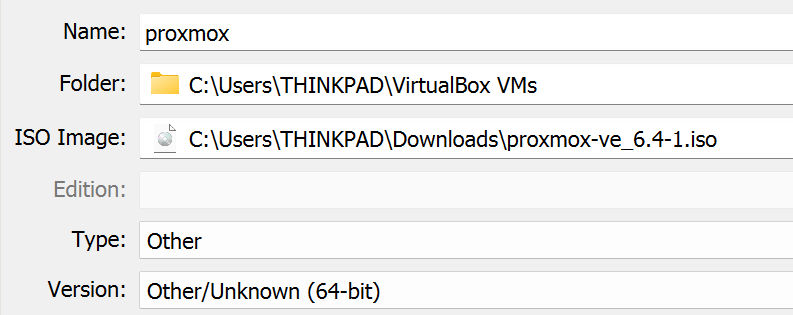 Name: proxmox
Folder: C:\Users\THINKPAD\VirtualBox VMs
ISO Image: C:\Users\THINKPAD\Downloads\proxmox-ve_6.4-1.iso
Edition:
Type: Other
Version: Other/Unknown (64-bit)